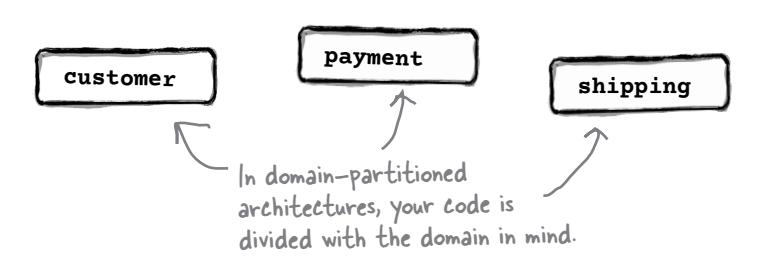 customer
payment
shipping
In domain-partitioned
architectures, your code is
divided with the domain in mind.